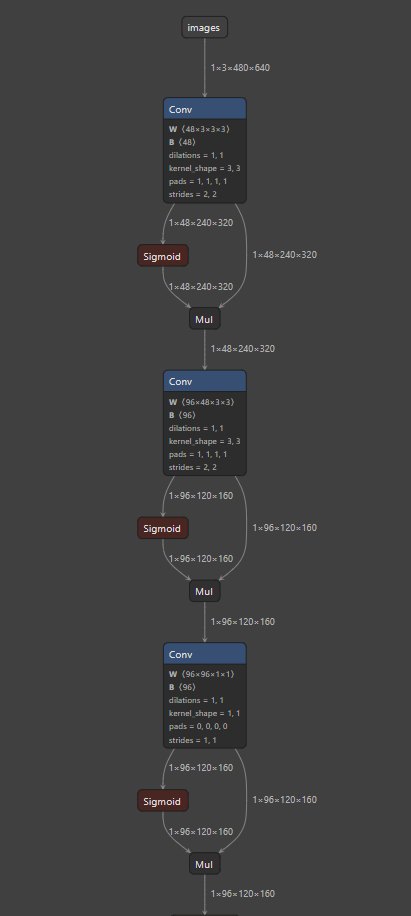 images
1×3×480×640
Conv
W ⟨48×3×3×3⟩
B ⟨48⟩
dilations = 1, 1
kernel_shape = 3, 3
pads = 1, 1, 1, 1
strides = 2, 2
1×48×240×320
1×48×240×320
Sigmoid
1×48×240×320
Mul
1×48×240×320
Conv
W ⟨96×48×3×3⟩
B ⟨96⟩
dilations = 1, 1
kernel_shape = 3, 3
pads = 1, 1, 1, 1
strides = 2, 2
1×96×120×160
Sigmoid
1×96×120×160
1×96×120×160
Mul
1×96×120×160
Conv
W ⟨96×96×1×1⟩
B ⟨96⟩
dilations = 1, 1
kernel_shape = 1, 1
pads = 0, 0, 0, 0
strides = 1, 1
1×96×120×160
Sigmoid
1×96×120×160
1×96×120×160
Mul
1×96×120×160